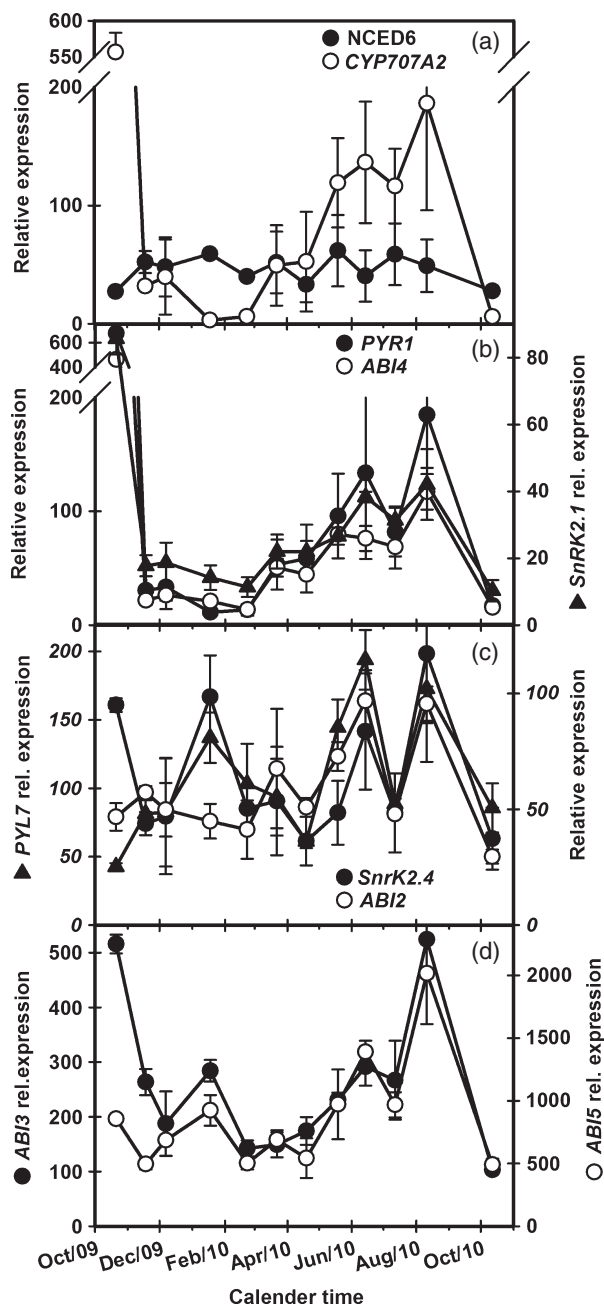 600
550
200
100
0
Relative expression
NCED6
CYP707A2
(a)
600
400
200
100
0
Relative expression
PYR1
ABI4
(b)
80
60
40
20
0
SnRK2.1 rel. expression
200
150
100
50
0
PYL7 rel. expression
(c)
SnrK2.4
ABI2
100
50
0
Relative expression
500
400
300
200
100
0
ABI3 rel.expression
(d)
2000
1500
1000
500
0
ABI5 rel. expression
Oct/09
Dec/09
Feb/10
Apr/10
Jun/10
Aug/10
Oct/10
Calender time